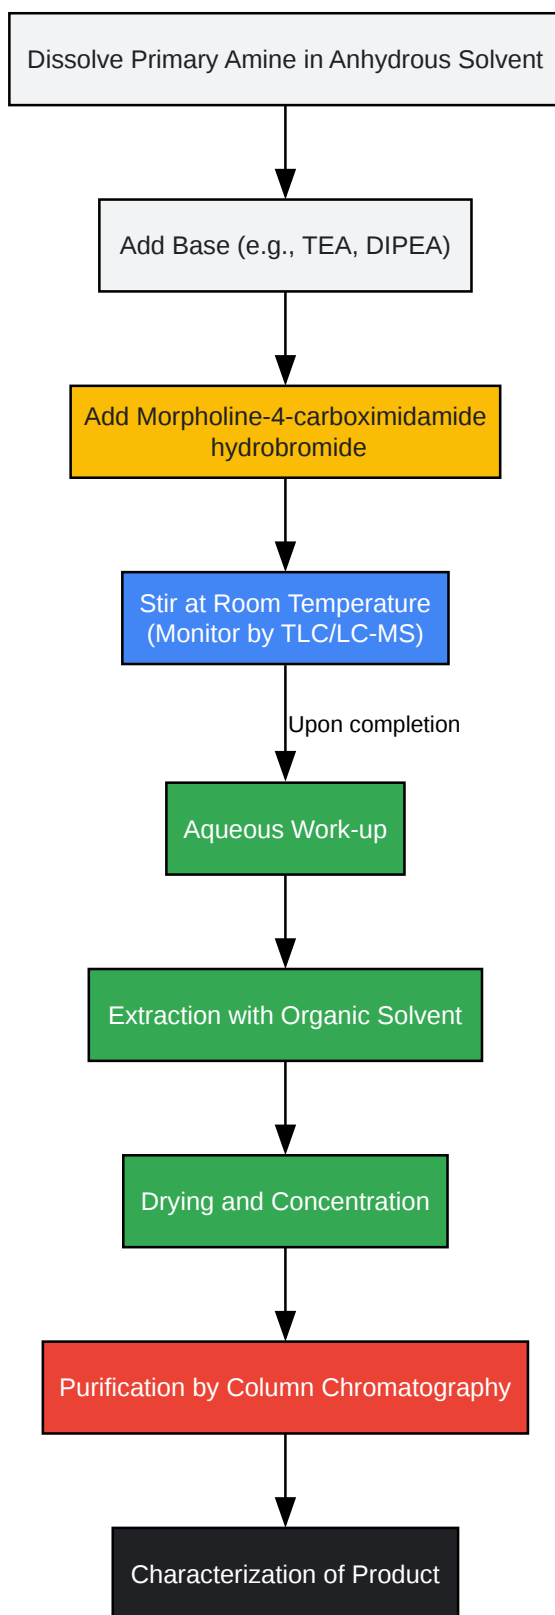 Dissolve Primary Amine in Anhydrous Solvent
Add Base (e.g., TEA, DIPEA)
Add Morpholine-4-carboximidamide
hydrobromide
Stir at Room Temperature
(Monitor by TLC/LC-MS)
Upon completion
Aqueous Work-up
Extraction with Organic Solvent
Drying and Concentration
Purification by Column Chromatography
Characterization of Product